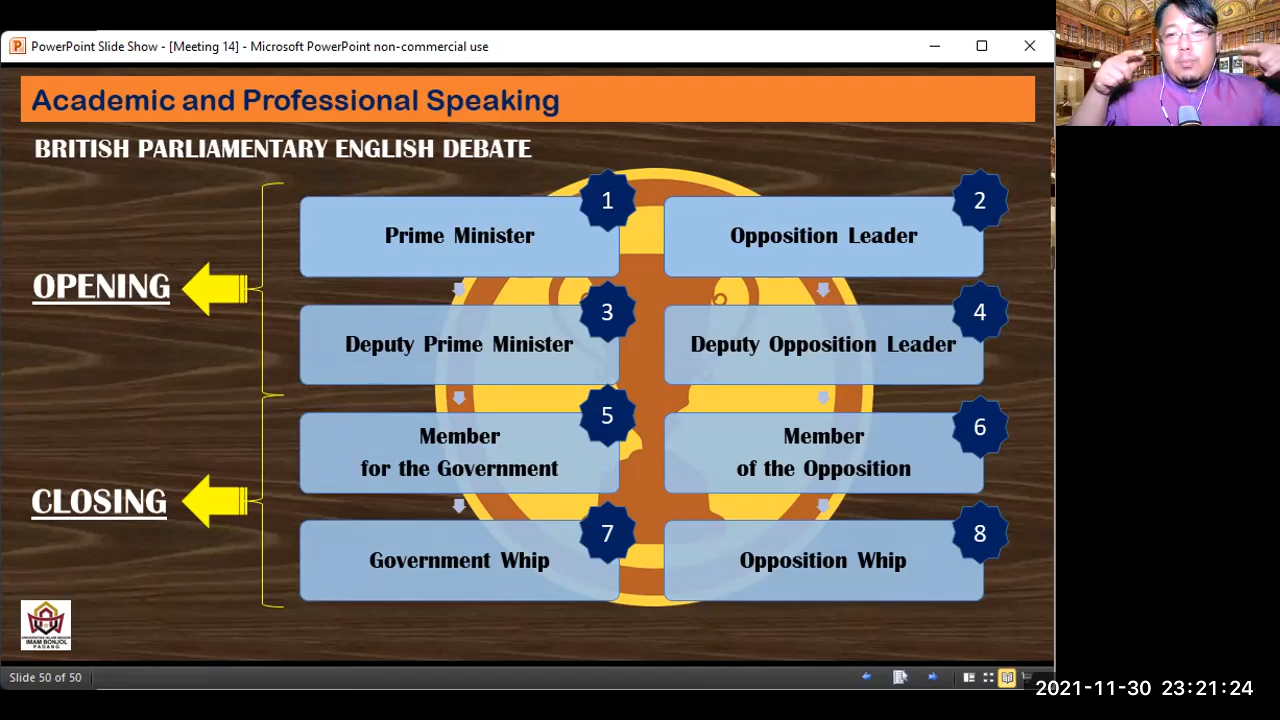 PowerPoint Slide Show - [Meeting 14] - Microsoft PowerPoint non-commercial use
Academic and Professional Speaking
BRITISH PARLIAMENTARY ENGLISH DEBATE
OPENING
1
Prime Minister
2
Opposition Leader
3
Deputy Prime Minister
4
Deputy Opposition Leader
CLOSING
5
Member
for the Government
6
Member
of the Opposition
7
Government Whip
8
Opposition Whip
UNIVERSITAS ISLAM NEGERI
IMAM BONJOL
PADANG
Slide 50 of 50
2021-11-30 23:21:24